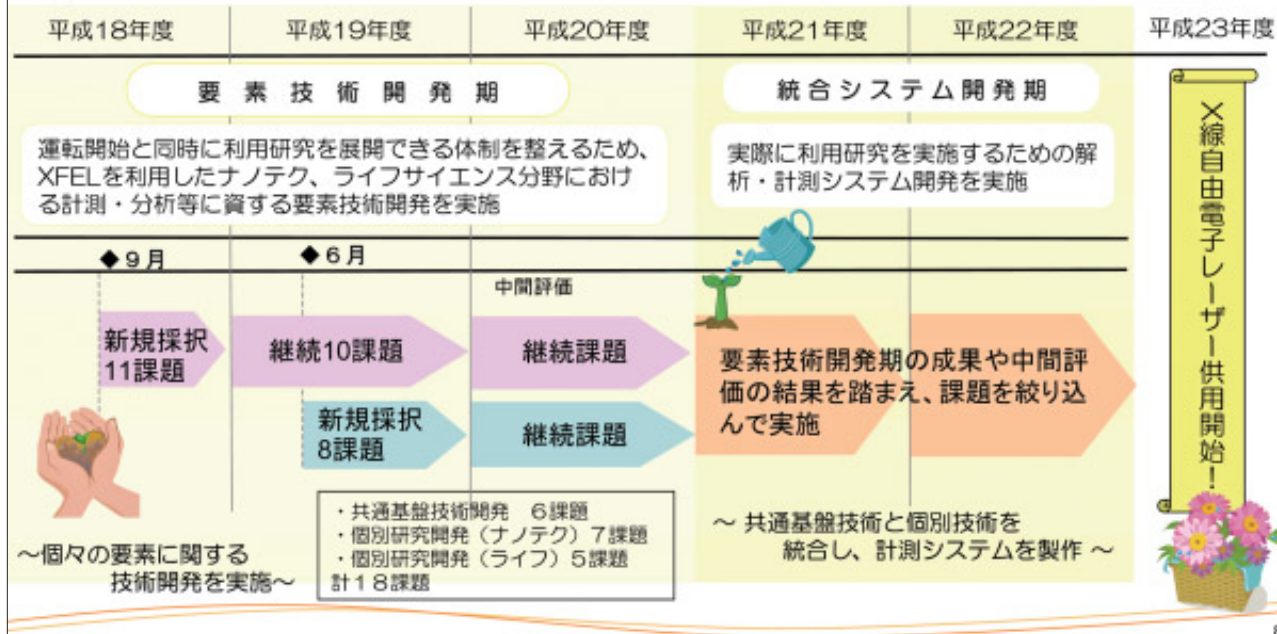 平成18年度
平成19年度
平成20年度
平成21年度
平成22年度
平成23年度
要素技術開発期
統合システム開発期
運転開始と同時に利用研究を展開できる体制を整えるため、
XFELを利用したナノテク、ライフサイエンス分野におけ
る計測・分析等に資する要素技術開発を実施
実際に利用研究を実施するための解
析・計測システム開発を実施
X線自由電子レーザー供用開始！
◆9月
◆6月
中間評価
新規採択
11課題
継続10課題
継続課題
要素技術開発期の成果や中間評
価の結果を踏まえ、課題を絞り込
んで実施
新規採択
8課題
継続課題
・共通基盤技術開発　6課題
・個別研究開発（ナノテク）7課題
・個別研究開発（ライフ）5課題
計18課題
～個々の要素に関する
技術開発を実施～
～ 共通基盤技術と個別技術を
統合し、計測システムを製作 ～